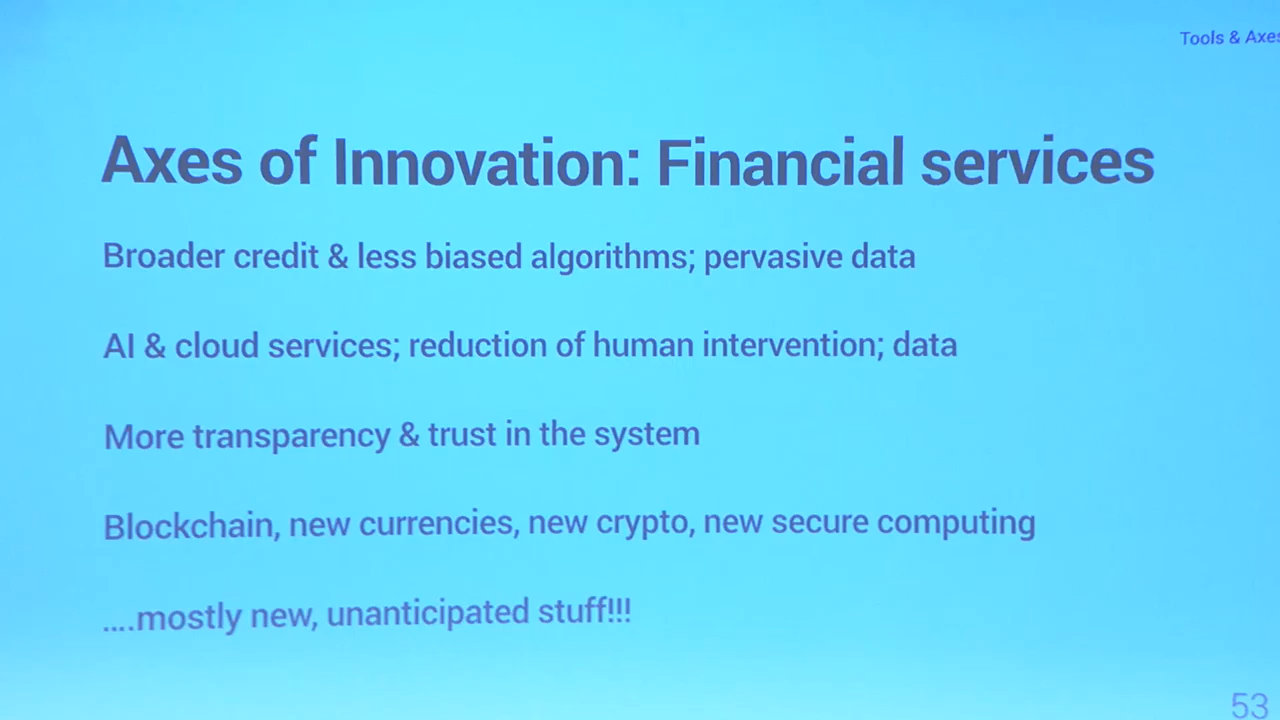 Tools & Axes
Axes of Innovation: Financial services
Broader credit & less biased algorithms; pervasive data
AI & cloud services; reduction of human intervention; data
More transparency & trust in the system
Blockchain, new currencies, new crypto, new secure computing
....mostly new, unanticipated stuff!!!
53